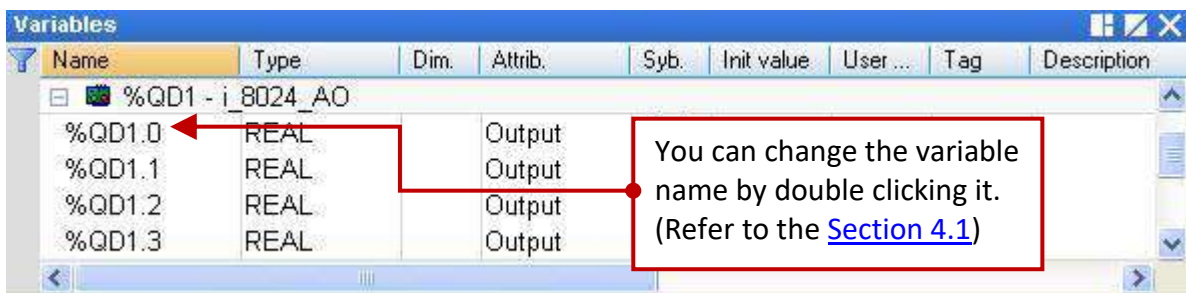 Variables
Name Type Dim. Attrib. Syb. Init value User ... Tag Description
%QD1 - i_8024_AO
%QD1.0 REAL Output
%QD1.1 REAL Output
%QD1.2 REAL Output
%QD1.3 REAL Output
You can change the variable
name by double clicking it.
(Refer to the Section 4.1)